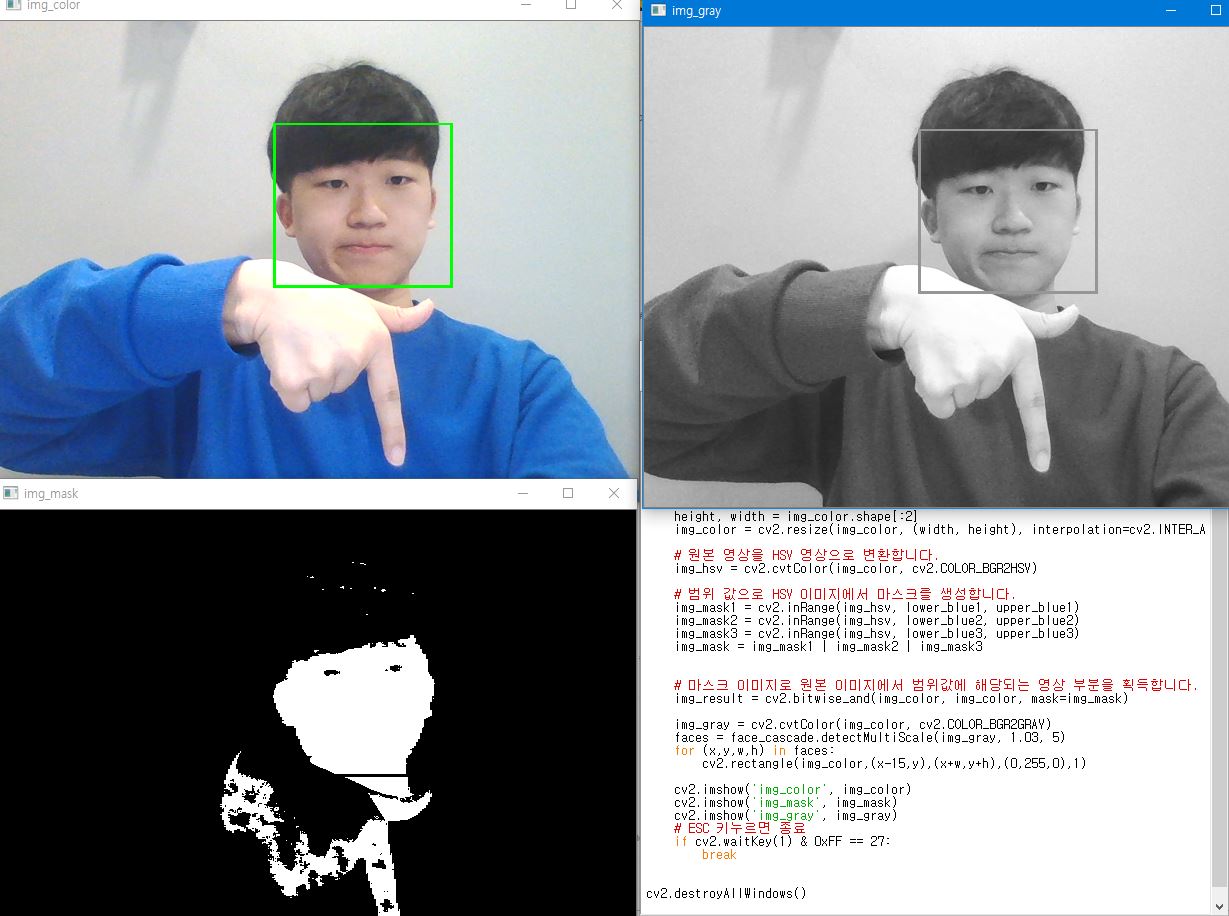 img_color
img_gray
img_mask
height, width = img_color.shape[:2]
img_color = cv2.resize(img_color, (width, height), interpolation=cv2.INTER_A
# 원본 영상을 HSV 영상으로 변환합니다.
img_hsv = cv2.cvtColor(img_color, cv2.COLOR_BGR2HSV)
# 범위 값으로 HSV 이미지에서 마스크를 생성합니다.
img_mask1 = cv2.inRange(img_hsv, lower_blue1, upper_blue1)
img_mask2 = cv2.inRange(img_hsv, lower_blue2, upper_blue2)
img_mask3 = cv2.inRange(img_hsv, lower_blue3, upper_blue3)
img_mask = img_mask1 | img_mask2 | img_mask3
# 마스크 이미지로 원본 이미지에서 범위값에 해당되는 영상 부분을 획득합니다.
img_result = cv2.bitwise_and(img_color, img_color, mask=img_mask)
img_gray = cv2.cvtColor(img_color, cv2.COLOR_BGR2GRAY)
faces = face_cascade.detectMultiScale(img_gray, 1.03, 5)
for (x,y,w,h) in faces:
cv2.rectangle(img_color,(x-15,y),(x+w,y+h),(0,255,0),1)
cv2.imshow('img_color', img_color)
cv2.imshow('img_mask', img_mask)
cv2.imshow('img_gray', img_gray)
# ESC 키누르면 종료
if cv2.waitKey(1) & 0xFF == 27:
break
cv2.destroyAllWindows()